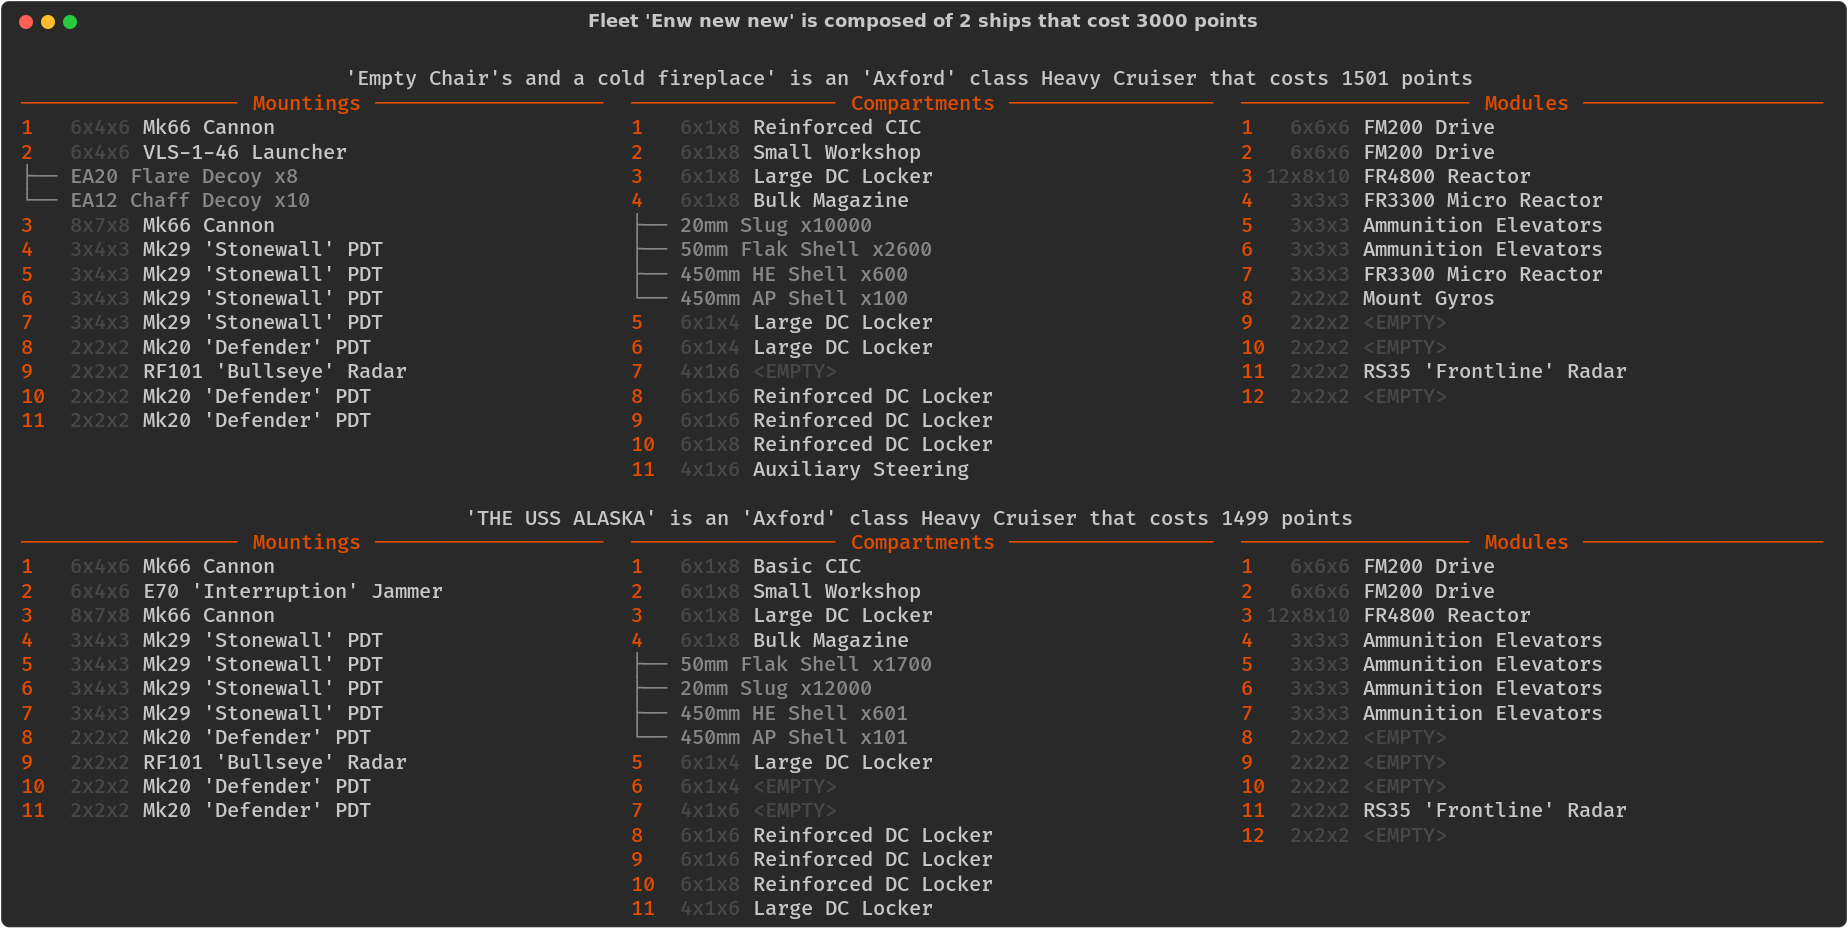 Fleet 'Enw new new' is composed of 2 ships that cost 3000 points
'Empty Chair's and a cold fireplace' is an 'Axford' class Heavy Cruiser that costs 1501 points
Mountings Compartments Modules
1 6x4x6 Mk66 Cannon 1 6x1x8 Reinforced CIC 1 6x6x6 FM200 Drive
2 6x4x6 VLS-1-46 Launcher 2 6x1x8 Small Workshop 2 6x6x6 FM200 Drive
EA20 Flare Decoy x8 3 6x1x8 Large DC Locker 3 12x8x10 FR4800 Reactor
EA12 Chaff Decoy x10 4 6x1x8 Bulk Magazine 4 3x3x3 FR3300 Micro Reactor
3 8x7x8 Mk66 Cannon 20mm Slug x10000 5 3x3x3 Ammunition Elevators
4 3x4x3 Mk29 'Stonewall' PDT 50mm Flak Shell x2600 6 3x3x3 Ammunition Elevators
5 3x4x3 Mk29 'Stonewall' PDT 450mm HE Shell x600 7 3x3x3 FR3300 Micro Reactor
6 3x4x3 Mk29 'Stonewall' PDT 450mm AP Shell x100 8 2x2x2 Mount Gyros
7 3x4x3 Mk29 'Stonewall' PDT 5 6x1x4 Large DC Locker 9 2x2x2 <EMPTY>
8 2x2x2 Mk20 'Defender' PDT 6 6x1x4 Large DC Locker 10 2x2x2 <EMPTY>
9 2x2x2 RF101 'Bullseye' Radar 7 4x1x6 <EMPTY> 11 2x2x2 RS35 'Frontline' Radar
10 2x2x2 Mk20 'Defender' PDT 8 6x1x6 Reinforced DC Locker 12 2x2x2 <EMPTY>
11 2x2x2 Mk20 'Defender' PDT 9 6x1x6 Reinforced DC Locker
10 6x1x8 Reinforced DC Locker
11 4x1x6 Auxiliary Steering
'THE USS ALASKA' is an 'Axford' class Heavy Cruiser that costs 1499 points
Mountings Compartments Modules
1 6x4x6 Mk66 Cannon 1 6x1x8 Basic CIC 1 6x6x6 FM200 Drive
2 6x4x6 E70 'Interruption' Jammer 2 6x1x8 Small Workshop 2 6x6x6 FM200 Drive
3 8x7x8 Mk66 Cannon 3 6x1x8 Large DC Locker 3 12x8x10 FR4800 Reactor
4 3x4x3 Mk29 'Stonewall' PDT 4 6x1x8 Bulk Magazine 4 3x3x3 Ammunition Elevators
5 3x4x3 Mk29 'Stonewall' PDT 50mm Flak Shell x1700 5 3x3x3 Ammunition Elevators
6 3x4x3 Mk29 'Stonewall' PDT 20mm Slug x12000 6 3x3x3 Ammunition Elevators
7 3x4x3 Mk29 'Stonewall' PDT 450mm HE Shell x601 7 3x3x3 Ammunition Elevators
8 2x2x2 Mk20 'Defender' PDT 450mm AP Shell x101 8 2x2x2 <EMPTY>
9 2x2x2 RF101 'Bullseye' Radar 5 6x1x4 Large DC Locker 9 2x2x2 <EMPTY>
10 2x2x2 Mk20 'Defender' PDT 6 6x1x4 <EMPTY> 10 2x2x2 <EMPTY>
11 2x2x2 Mk20 'Defender' PDT 7 4x1x6 <EMPTY> 11 2x2x2 RS35 'Frontline' Radar
8 6x1x6 Reinforced DC Locker 12 2x2x2 <EMPTY>
9 6x1x6 Reinforced DC Locker
10 6x1x8 Reinforced DC Locker
11 4x1x6 Large DC Locker